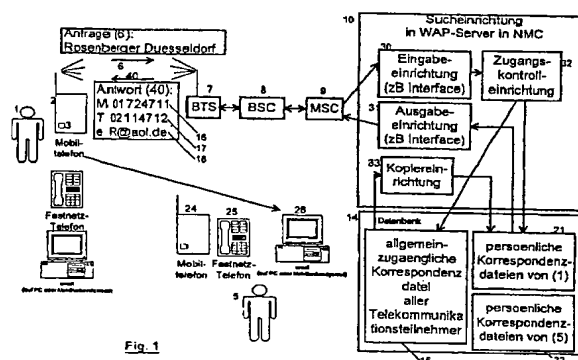 10
Sucheinrichtung
in WAP-Server in NMC
Anfrage (6):
Rosenberger Duesseldorf
6
40
Antwort (40):
M 01724711
T 02114712
e R@aol.de
16
17
18
1
2
3
Mobil-
telefon
7
BTS
8
BSC
9
MSC
30
Eingabe-
einrichtung
(zB Interface)
Zugangs-
kontroll-
einrichtung
32
31
Ausgabe-
einrichtung
(zB Interface)
33
Kopierein-
richtung
Festnetz-
Telefon
email
24
Mobil-
telefon
25
Festnetz-
Telefon
26
email
5
14
Datenbank
allgemein-
zugaengliche
Korrespondenz
datei
aller
Telekommunika
tionsteilnehmer
15
21
persoenliche
Korrespondenz
dateien von (1)
persoenliche
Korrespondenz-
dateien von (5)
22
Fig. 1